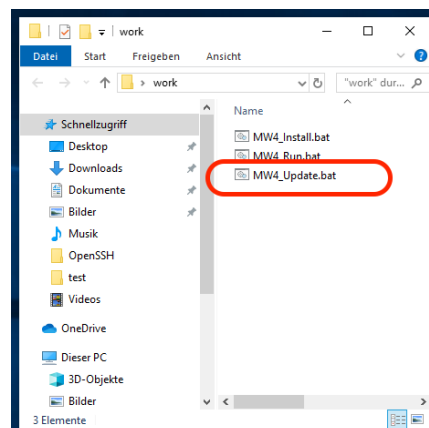 work
Datei Start Freigeben Ansicht
work "work" dur...
Name
Schnellzugriff
Desktop
Downloads
Dokumente
Bilder
Musik
OpenSSH
test
Videos
OneDrive
Dieser PC
3D-Objekte
Bilder
MW4_Install.bat
MW4_Run.bat
MW4_Update.bat
3 Elemente